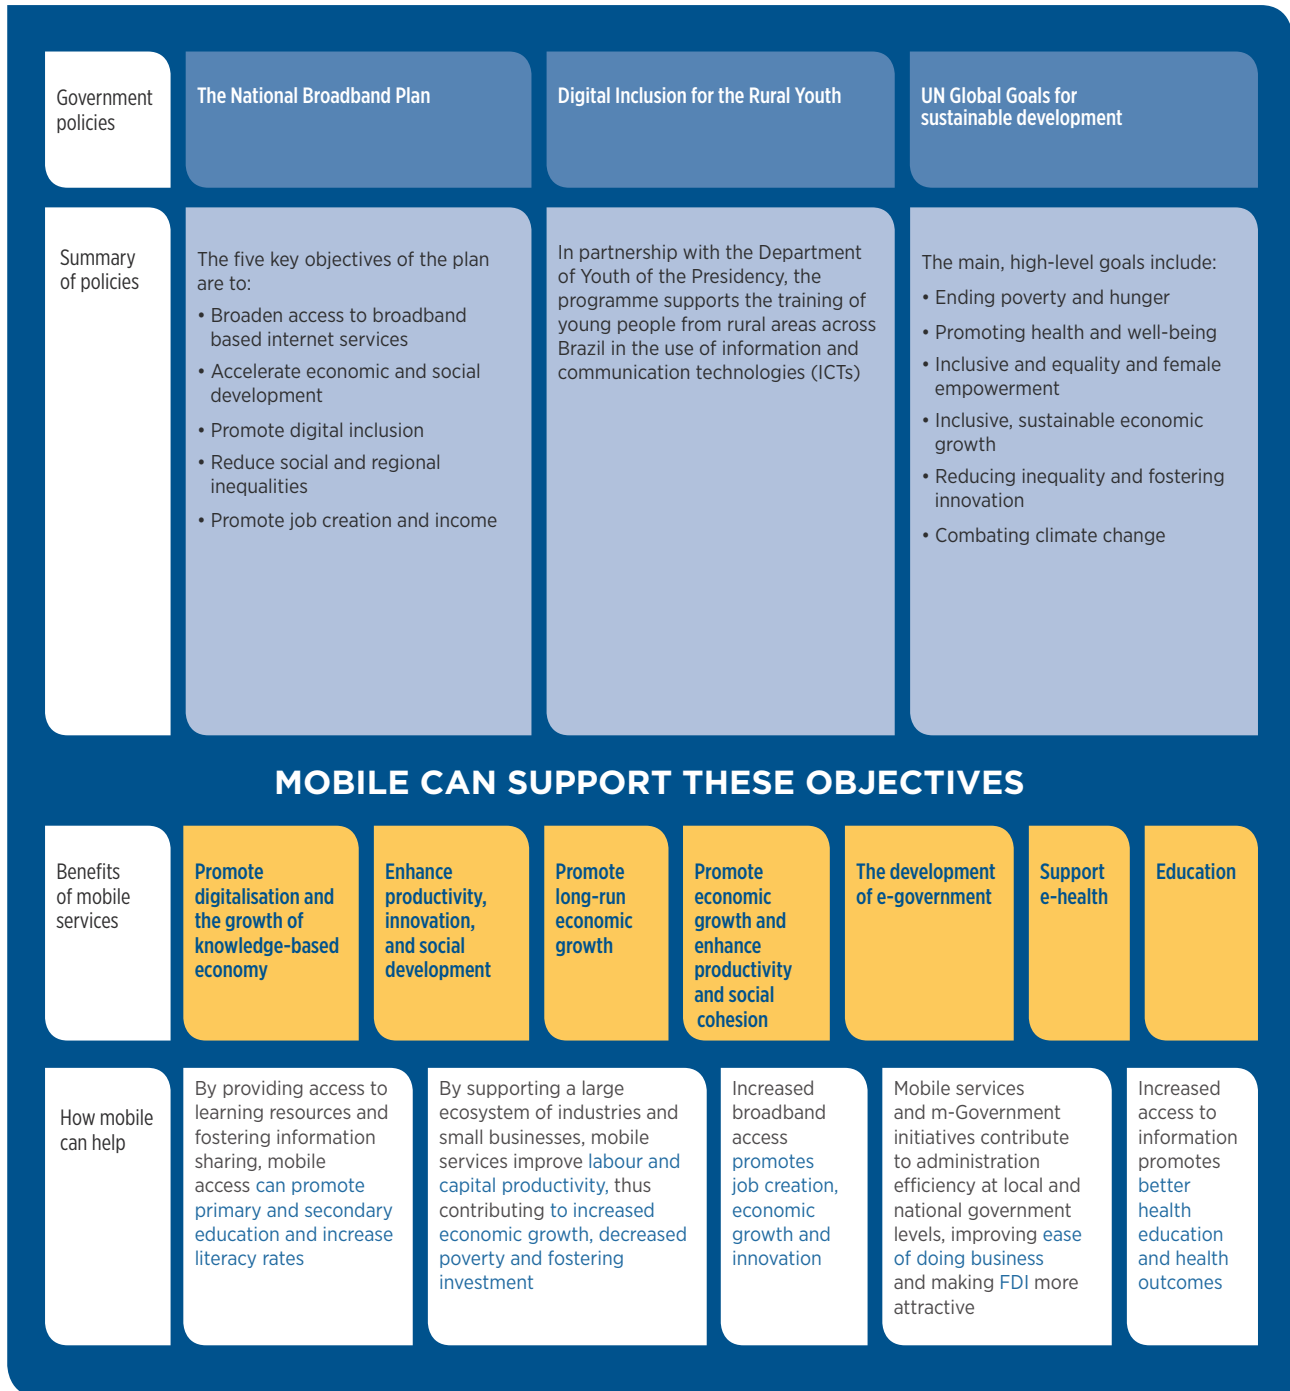 Government
policies
The National Broadband Plan
Digital Inclusion for the Rural Youth
UN Global Goals for
sustainable development
Summary
of policies
The five key objectives of the plan
are to:
• Broaden access to broadband
based internet services
• Accelerate economic and social
development
• Promote digital inclusion
• Reduce social and regional
inequalities
• Promote job creation and income
In partnership with the Department
of Youth of the Presidency, the
programme supports the training of
young people from rural areas across
Brazil in the use of information and
communication technologies (ICTs)
The main, high-level goals include:
• Ending poverty and hunger
• Promoting health and well-being
• Inclusive and equality and female
empowerment
• Inclusive, sustainable economic
growth
• Reducing inequality and fostering
innovation
• Combating climate change
MOBILE CAN SUPPORT THESE OBJECTIVES
Benefits
of mobile
services
Promote
digitalisation and
the growth of
knowledge-based
economy
Enhance
productivity,
innovation,
and social
development
Promote
long-run
economic
growth
Promote
economic
growth and
enhance
productivity
and social
cohesion
The development
of e-government
Support
e-health
Education
How mobile
can help
By providing access to
learning resources and
fostering information
sharing, mobile
access can promote
primary and secondary
education and increase
literacy rates
By supporting a large
ecosystem of industries and
small businesses, mobile
services improve labour and
capital productivity, thus
contributing to increased
economic growth, decreased
poverty and fostering
investment
Increased
broadband
access
promotes
job creation,
economic
growth and
innovation
Mobile services
and m-Government
initiatives contribute
to administration
efficiency at local and
national government
levels, improving ease
of doing business
and making FDI more
attractive
Increased
access to
information
promotes
better
health
education
and health
outcomes